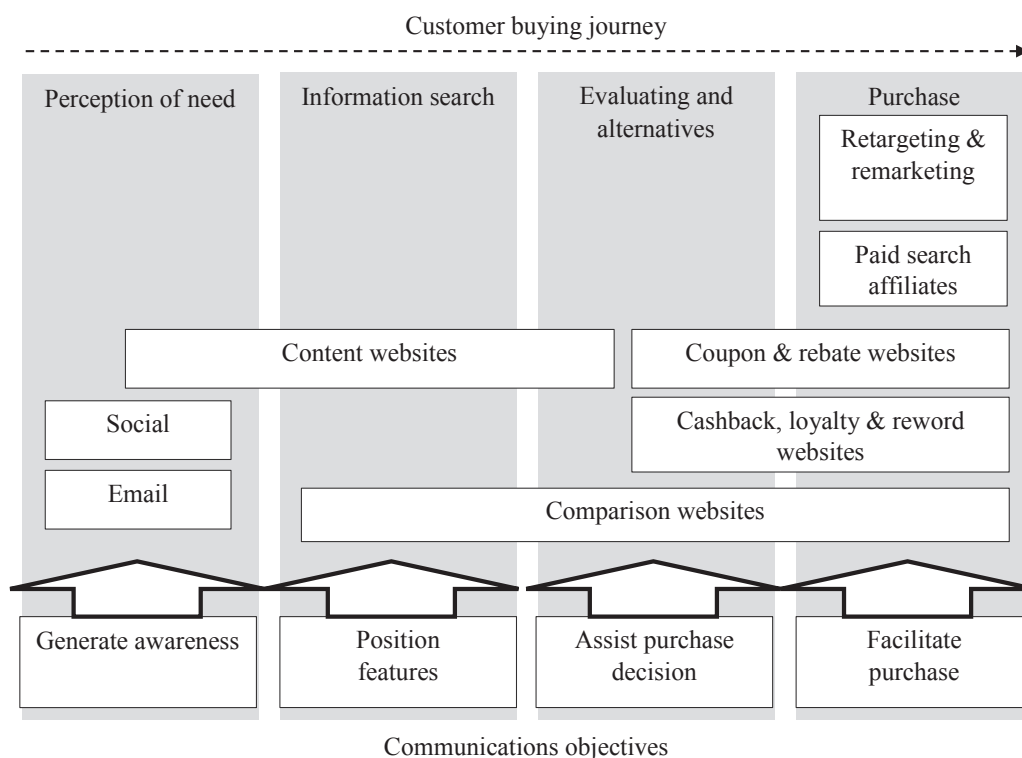 Customer buying journey
Perception of need
Information search
Evaluating and
alternatives
Purchase
Retargeting &
remarketing
Paid search
affiliates
Content websites
Coupon & rebate websites
Social
Cashback, loyalty & reword
websites
Email
Comparison websites
Generate awareness
Position
features
Assist purchase
decision
Facilitate
purchase
Communications objectives